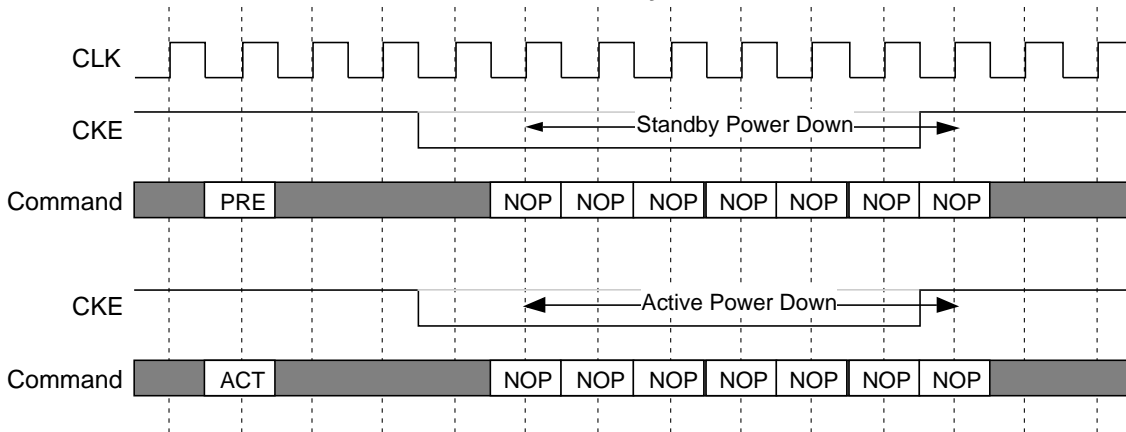 CLK
CKE Standby Power Down
Command PRE NOP NOP NOP NOP NOP NOP NOP
CKE Active Power Down
Command ACT NOP NOP NOP NOP NOP NOP NOP